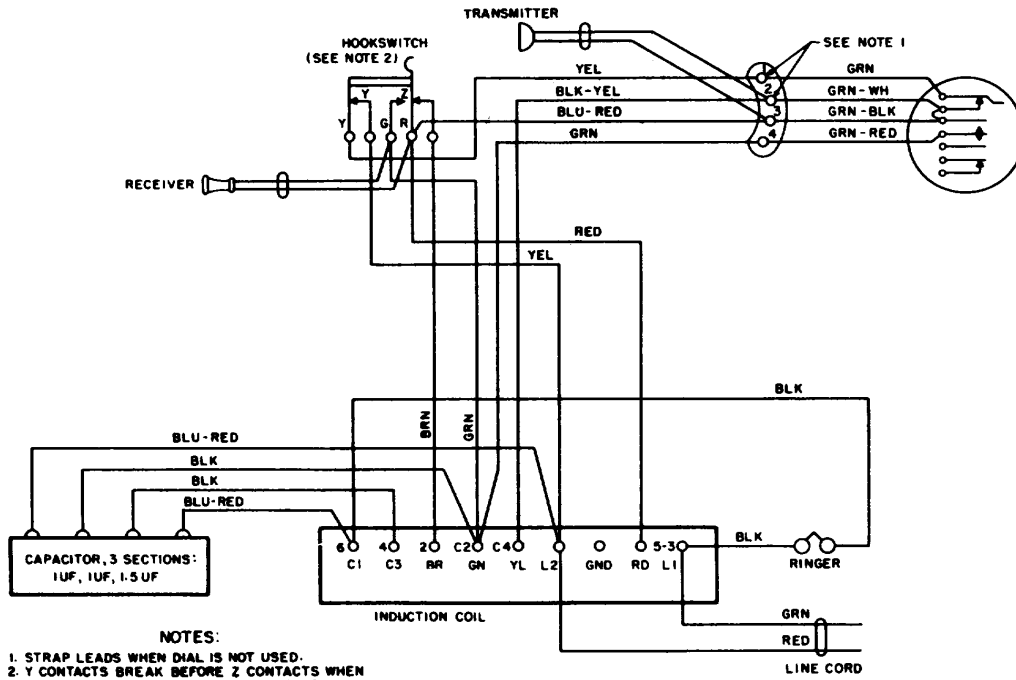 TRANSMITTER
HOOKSWITCH
(SEE NOTE 2)
SEE NOTE 1
YEL
1
GRN
Y
Z
BLK-YEL
2
GRN-WH
Y
G
R
BLU-RED
3
GRN-BLK
GRN
4
GRN-RED
RECEIVER
RED
YEL
BLK
BRN
GRN
BLU-RED
BLK
BLK
BLU-RED
CAPACITOR, 3 SECTIONS:
1UF, 1UF, 1.5UF
6
4
2
C2
C4
5-3
BLK
C1
C3
BR
GN
YL
L2
GND
RD
L1
RINGER
INDUCTION COIL
GRN
RED
LINE CORD
NOTES:
1. STRAP LEADS WHEN DIAL IS NOT USED.
2. Y CONTACTS BREAK BEFORE Z CONTACTS WHEN